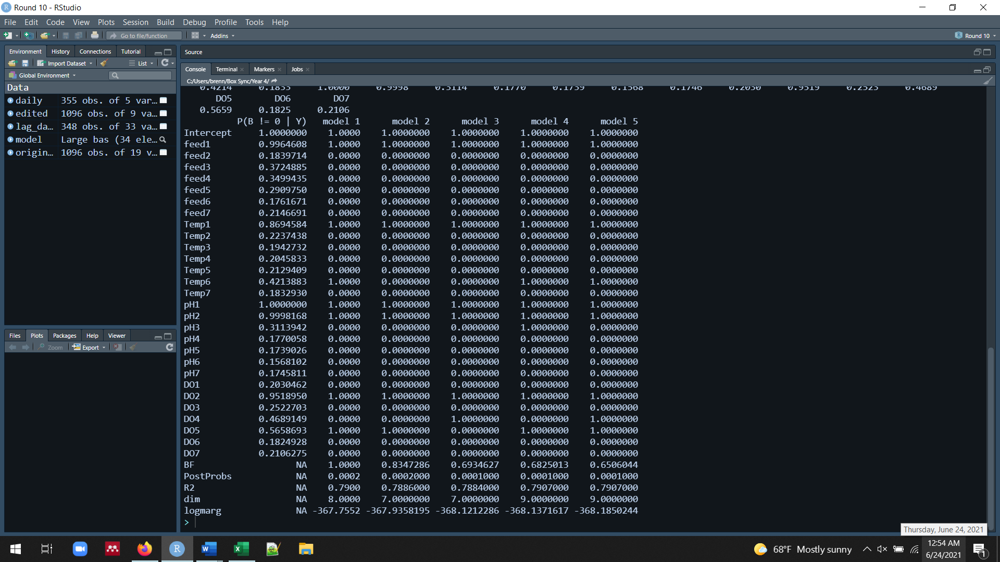 Round 10 - RStudio
File Edit Code View Plots Session Build Debug Profile Tools Help
Go to file/function Addins Round 10
Environment History Connections Tutorial
Import Dataset List
Global Environment
Data
daily 355 obs. of 5 var…
edited 1096 obs. of 9 va…
lag_da… 348 obs. of 33 va…
model Large bas (34 ele…
origin… 1096 obs. of 19 v…
Files Plots Packages Help Viewer
Zoom Export
Source
Console Terminal Markers Jobs
C:/Users/brenn/Box Sync/Year 4/
0.4214 0.1833 1.0000 0.9998 0.3114 0.1770 0.1739 0.1568 0.1746 0.2030 0.9519 0.2523 0.4689
DO5 DO6 DO7
0.5659 0.1825 0.2106
P(B != 0 | Y) model 1 model 2 model 3 model 4 model 5
Intercept 1.0000000 1.0000 1.0000000 1.0000000 1.0000000 1.0000000
feed1 0.9964608 1.0000 1.0000000 1.0000000 1.0000000 1.0000000
feed2 0.1839714 0.0000 0.0000000 0.0000000 0.0000000 0.0000000
feed3 0.3724885 0.0000 0.0000000 0.0000000 0.0000000 0.0000000
feed4 0.3499435 0.0000 0.0000000 0.0000000 0.0000000 0.0000000
feed5 0.2909750 0.0000 0.0000000 0.0000000 0.0000000 0.0000000
feed6 0.1761671 0.0000 0.0000000 0.0000000 0.0000000 0.0000000
feed7 0.2146691 0.0000 0.0000000 0.0000000 0.0000000 0.0000000
Temp1 0.8694584 1.0000 1.0000000 1.0000000 1.0000000 1.0000000
Temp2 0.2237438 0.0000 0.0000000 0.0000000 0.0000000 0.0000000
Temp3 0.1942732 0.0000 0.0000000 0.0000000 0.0000000 0.0000000
Temp4 0.2045833 0.0000 0.0000000 0.0000000 0.0000000 0.0000000
Temp5 0.2129409 0.0000 0.0000000 0.0000000 0.0000000 0.0000000
Temp6 0.4213883 1.0000 0.0000000 0.0000000 1.0000000 1.0000000
Temp7 0.1832930 0.0000 0.0000000 0.0000000 0.0000000 0.0000000
pH1 1.0000000 1.0000 1.0000000 1.0000000 1.0000000 1.0000000
pH2 0.9998168 1.0000 1.0000000 1.0000000 1.0000000 1.0000000
pH3 0.3113942 0.0000 0.0000000 0.0000000 1.0000000 0.0000000
pH4 0.1770058 0.0000 0.0000000 0.0000000 0.0000000 0.0000000
pH5 0.1739026 0.0000 0.0000000 0.0000000 0.0000000 0.0000000
pH6 0.1568102 0.0000 0.0000000 0.0000000 0.0000000 0.0000000
pH7 0.1745811 0.0000 0.0000000 0.0000000 0.0000000 0.0000000
DO1 0.2030462 0.0000 0.0000000 0.0000000 0.0000000 0.0000000
DO2 0.9518950 1.0000 1.0000000 1.0000000 1.0000000 1.0000000
DO3 0.2522703 0.0000 0.0000000 0.0000000 0.0000000 0.0000000
DO4 0.4689149 0.0000 0.0000000 1.0000000 0.0000000 1.0000000
DO5 0.5658693 1.0000 1.0000000 0.0000000 1.0000000 1.0000000
DO6 0.1824928 0.0000 0.0000000 0.0000000 0.0000000 0.0000000
DO7 0.2106275 0.0000 0.0000000 0.0000000 0.0000000 0.0000000
BF NA 1.0000 0.8347286 0.6934627 0.6825013 0.6506044
PostProbs NA 0.0002 0.0002000 0.0001000 0.0001000 0.0001000
R2 NA 0.7900 0.7886000 0.7884000 0.7907000 0.7907000
dim NA 8.0000 7.0000000 7.0000000 9.0000000 9.0000000
logmarg NA -367.7552 -367.9358195 -368.1212286 -368.1371617 -368.1850244
>
Thursday, June 24, 2021
68°F Mostly sunny
12:54 AM
6/24/2021
1